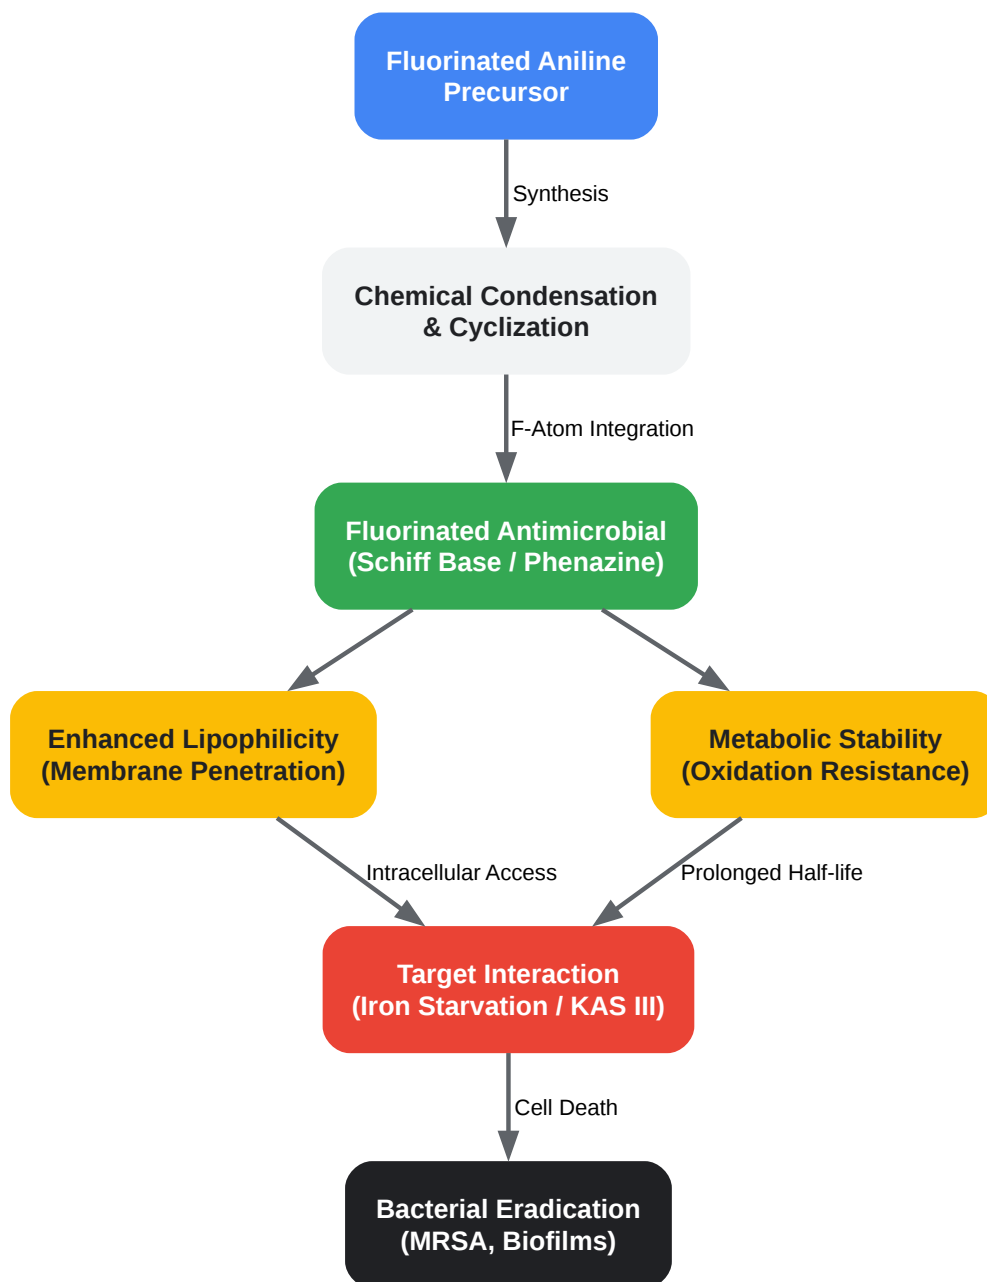 Fluorinated Aniline
Precursor
Synthesis
Chemical Condensation
& Cyclization
F-Atom Integration
Fluorinated Antimicrobial
(Schiff Base / Phenazine)
Enhanced Lipophilicity
(Membrane Penetration)
Metabolic Stability
(Oxidation Resistance)
Intracellular Access
Prolonged Half-life
Target Interaction
(Iron Starvation / KAS III)
Cell Death
Bacterial Eradication
(MRSA, Biofilms)